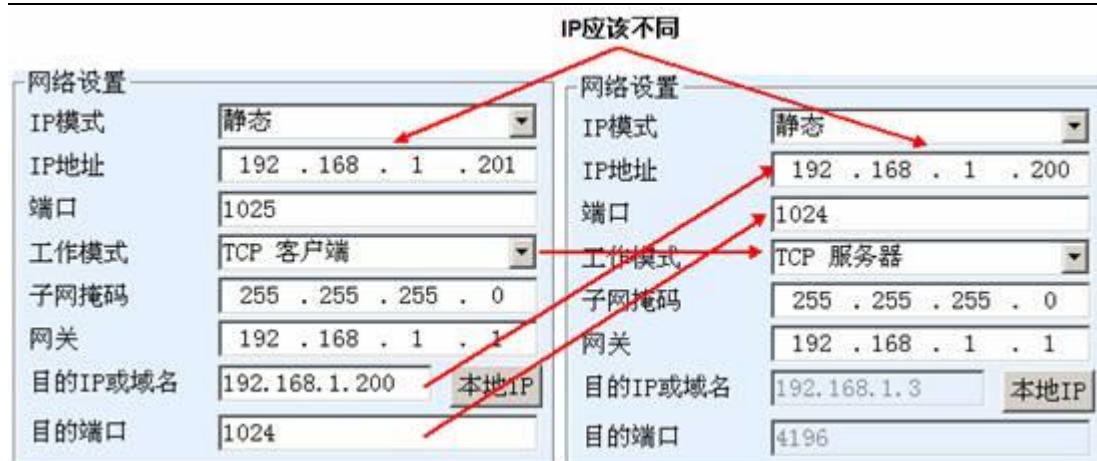 IP应该不同
网络设置
IP模式 静态
IP地址 192 . 168 . 1 . 201
端口 1025
工作模式 TCP 客户端
子网掩码 255 . 255 . 255 . 0
网关 192 . 168 . 1 . 1
目的IP或域名 192.168.1.200 本地IP
目的端口 1024
网络设置
IP模式 静态
IP地址 192 . 168 . 1 . 200
端口 1024
工作模式 TCP 服务器
子网掩码 255 . 255 . 255 . 0
网关 192 . 168 . 1 . 1
目的IP或域名 192.168.1.3 本地IP
目的端口 4196